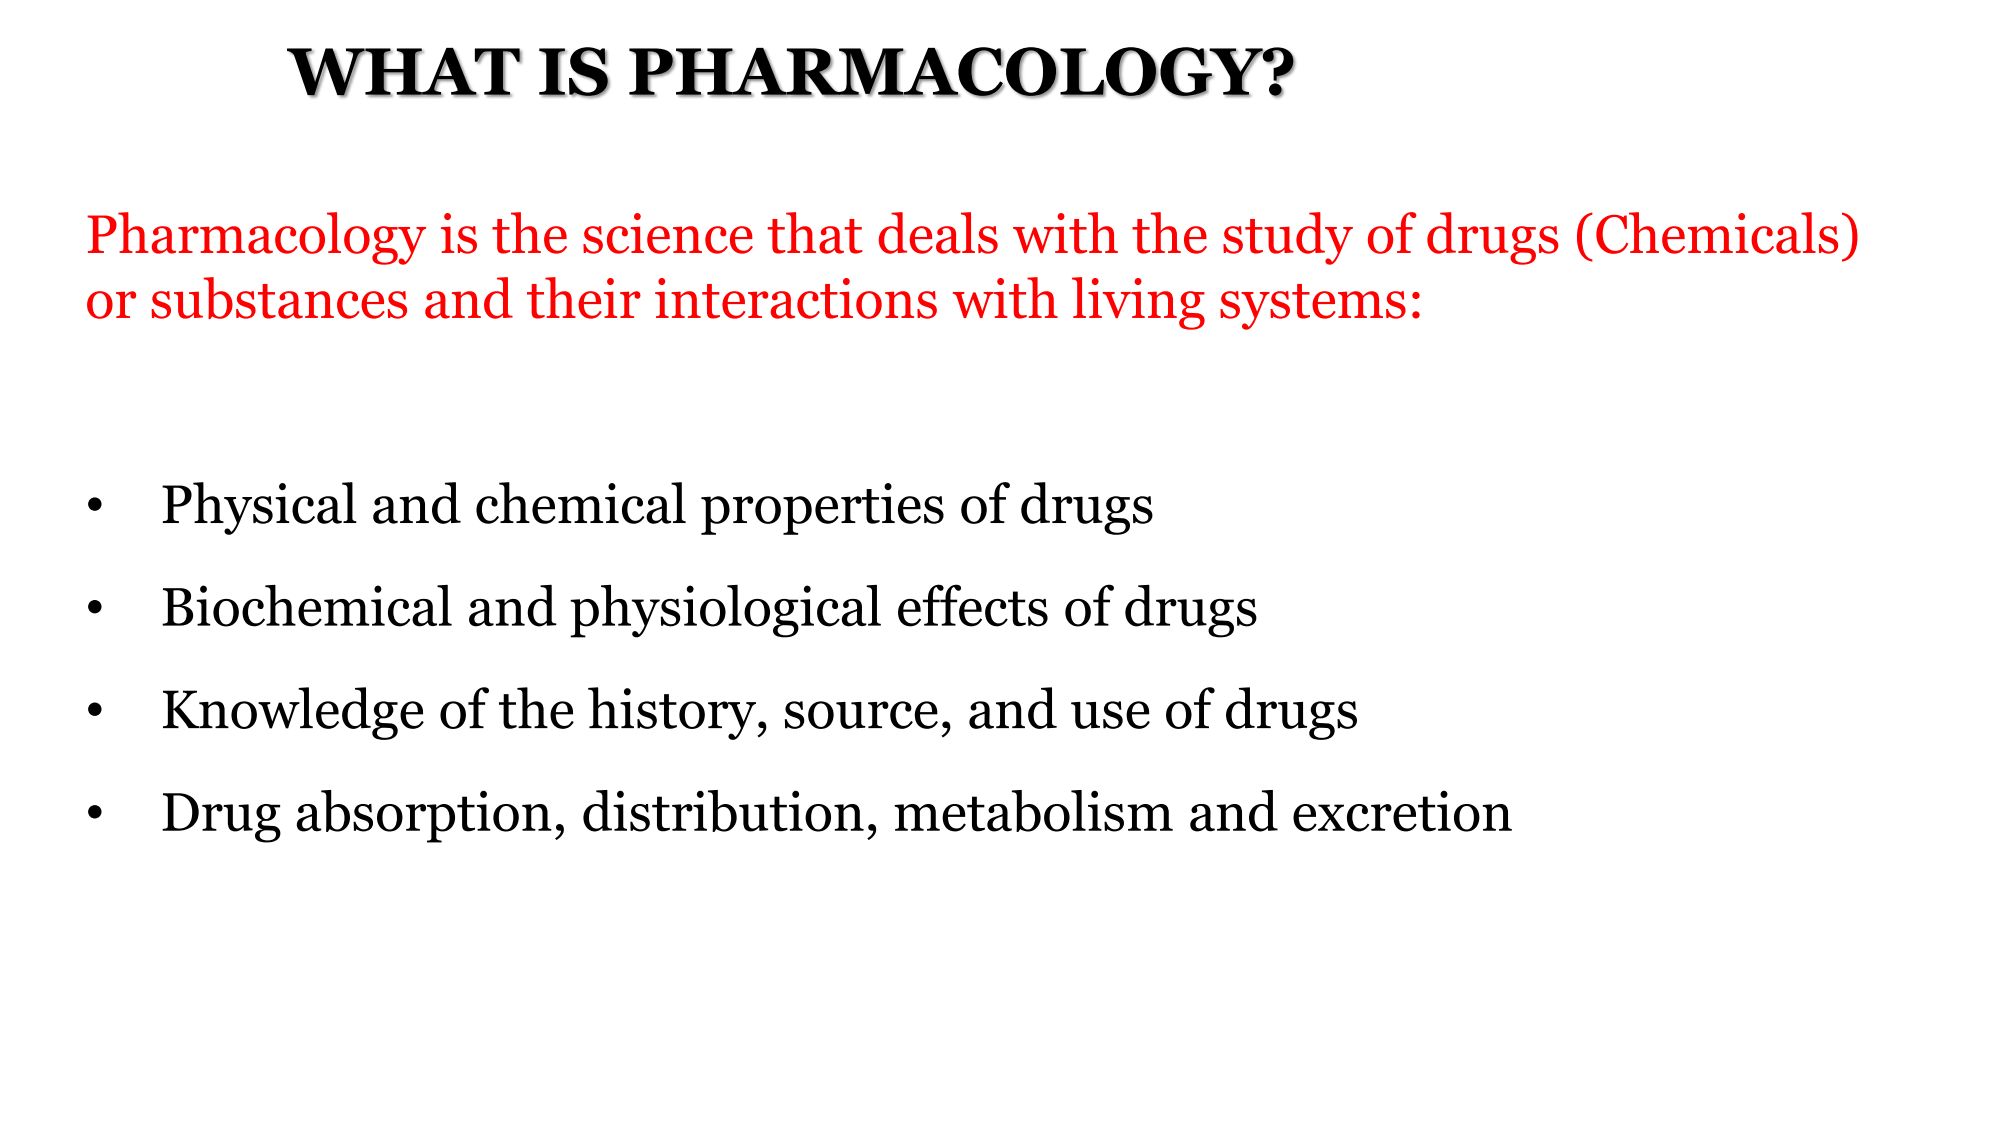 WHAT IS PHARMACOLOGY?
Pharmacology is the science that deals with the study of drugs (Chemicals)
or substances and their interactions with living systems:
• Physical and chemical properties of drugs
• Biochemical and physiological effects of drugs
• Knowledge of the history, source, and use of drugs
• Drug absorption, distribution, metabolism and excretion